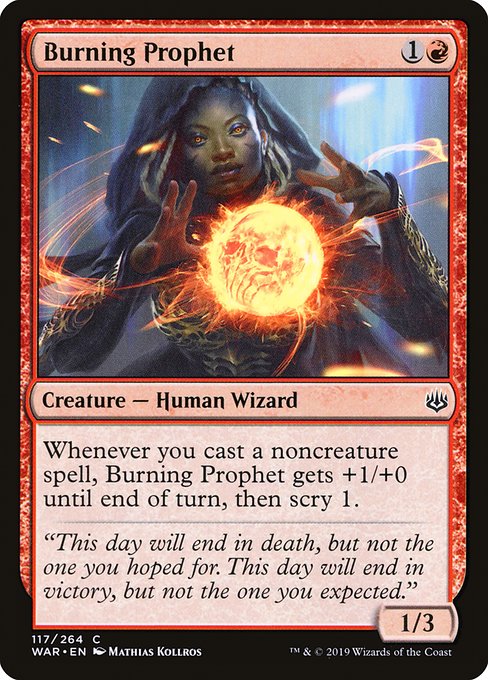 Burning Prophet 1
Creature — Human Wizard
Whenever you cast a noncreature
spell, Burning Prophet gets +1/+0
until end of turn, then scry 1.
“This day will end in death, but not the
one you hoped for. This day will end in
victory, but not the one you expected.”
1/3
117/264 C
WAR • EN Mathias Kollros
™ & © 2019 Wizards of the Coast